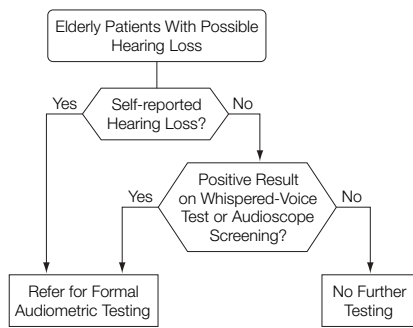 Elderly Patients With Possible
Hearing Loss
Yes
Self-reported
Hearing Loss?
No
Yes
Positive Result
on Whispered-Voice
Test or Audioscope
Screening?
No
Refer for Formal
Audiometric Testing
No Further
Testing